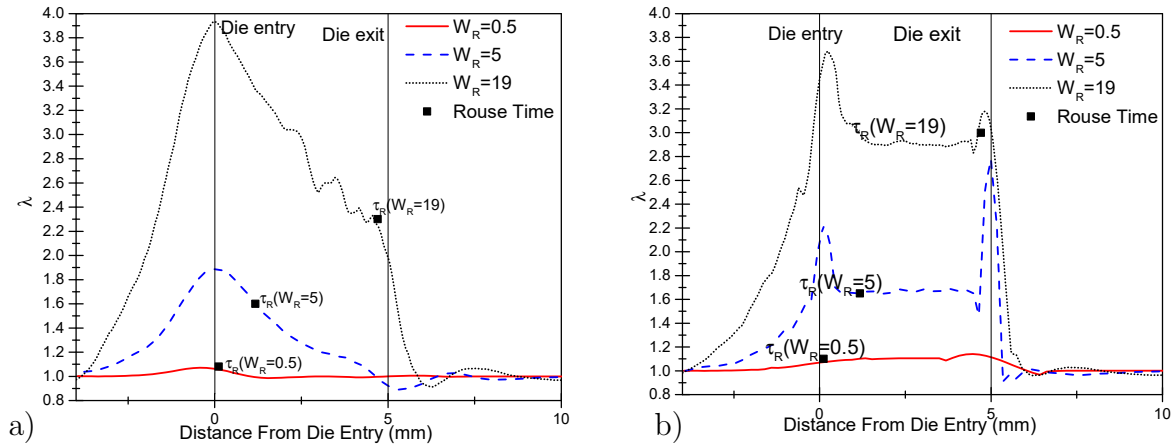 4.0
3.8
3.6
3.4
3.2
3.0
2.8
2.6
2.4
2.2
2.0
1.8
1.6
1.4
1.2
1.0
0.8
λ
Die entry
Die exit
W_R=0.5
W_R=5
W_R=19
Rouse Time
τ_R(W_R=19)
τ_R(W_R=5)
τ_R(W_R=0.5)
0 5 10
Distance From Die Entry (mm)
a)
4.0
3.8
3.6
3.4
3.2
3.0
2.8
2.6
2.4
2.2
2.0
1.8
1.6
1.4
1.2
1.0
0.8
λ
Die entry
Die exit
W_R=0.5
W_R=5
W_R=19
Rouse Time
τ_R(W_R=19)
τ_R(W_R=5)
τ_R(W_R=0.5)
0 5 10
Distance From Die Entry (mm)
b)